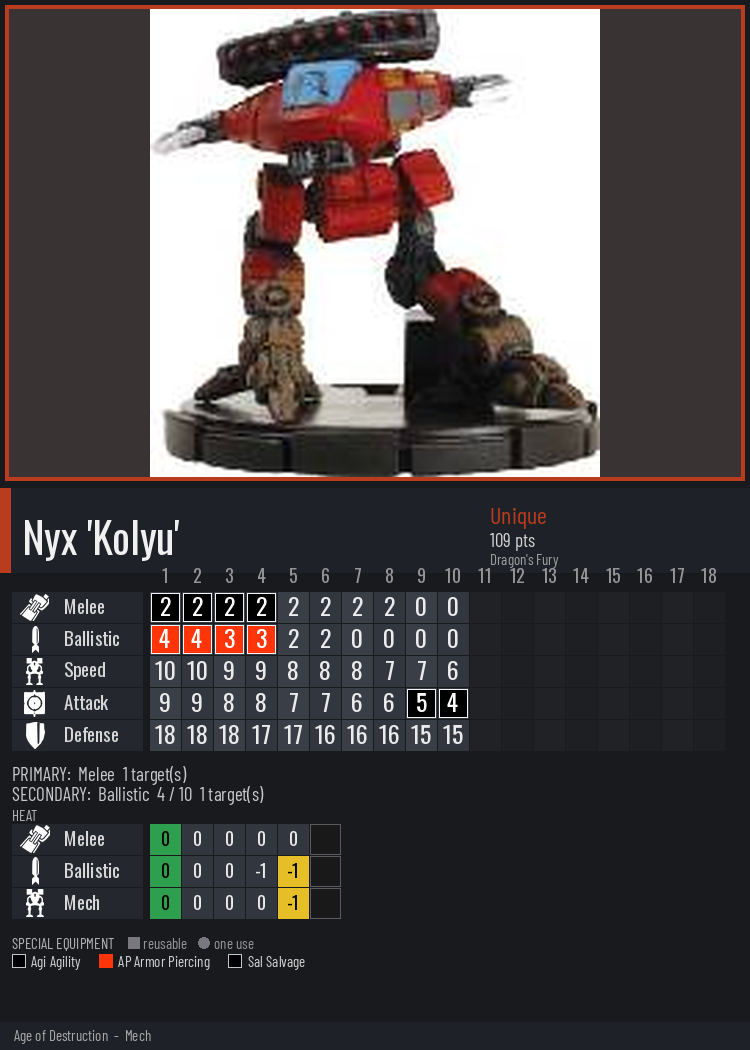 Nyx 'Kolyu'
Unique
109 pts
Dragon's Fury
1 2 3 4 5 6 7 8 9 10 11 12 13 14 15 16 17 18
Melee 2 2 2 2 2 2 2 2 0 0
Ballistic 4 4 3 3 2 2 0 0 0 0
Speed 10 10 9 9 8 8 8 7 7 6
Attack 9 9 8 8 7 7 6 6 5 4
Defense 18 18 18 17 17 16 16 16 15 15
PRIMARY: Melee 1 target(s)
SECONDARY: Ballistic 4 / 10 1 target(s)
HEAT
Melee 0 0 0 0 0
Ballistic 0 0 0 -1 -1
Mech 0 0 0 0 -1
SPECIAL EQUIPMENT reusable one use
Agi Agility AP Armor Piercing Sal Salvage
Age of Destruction - Mech